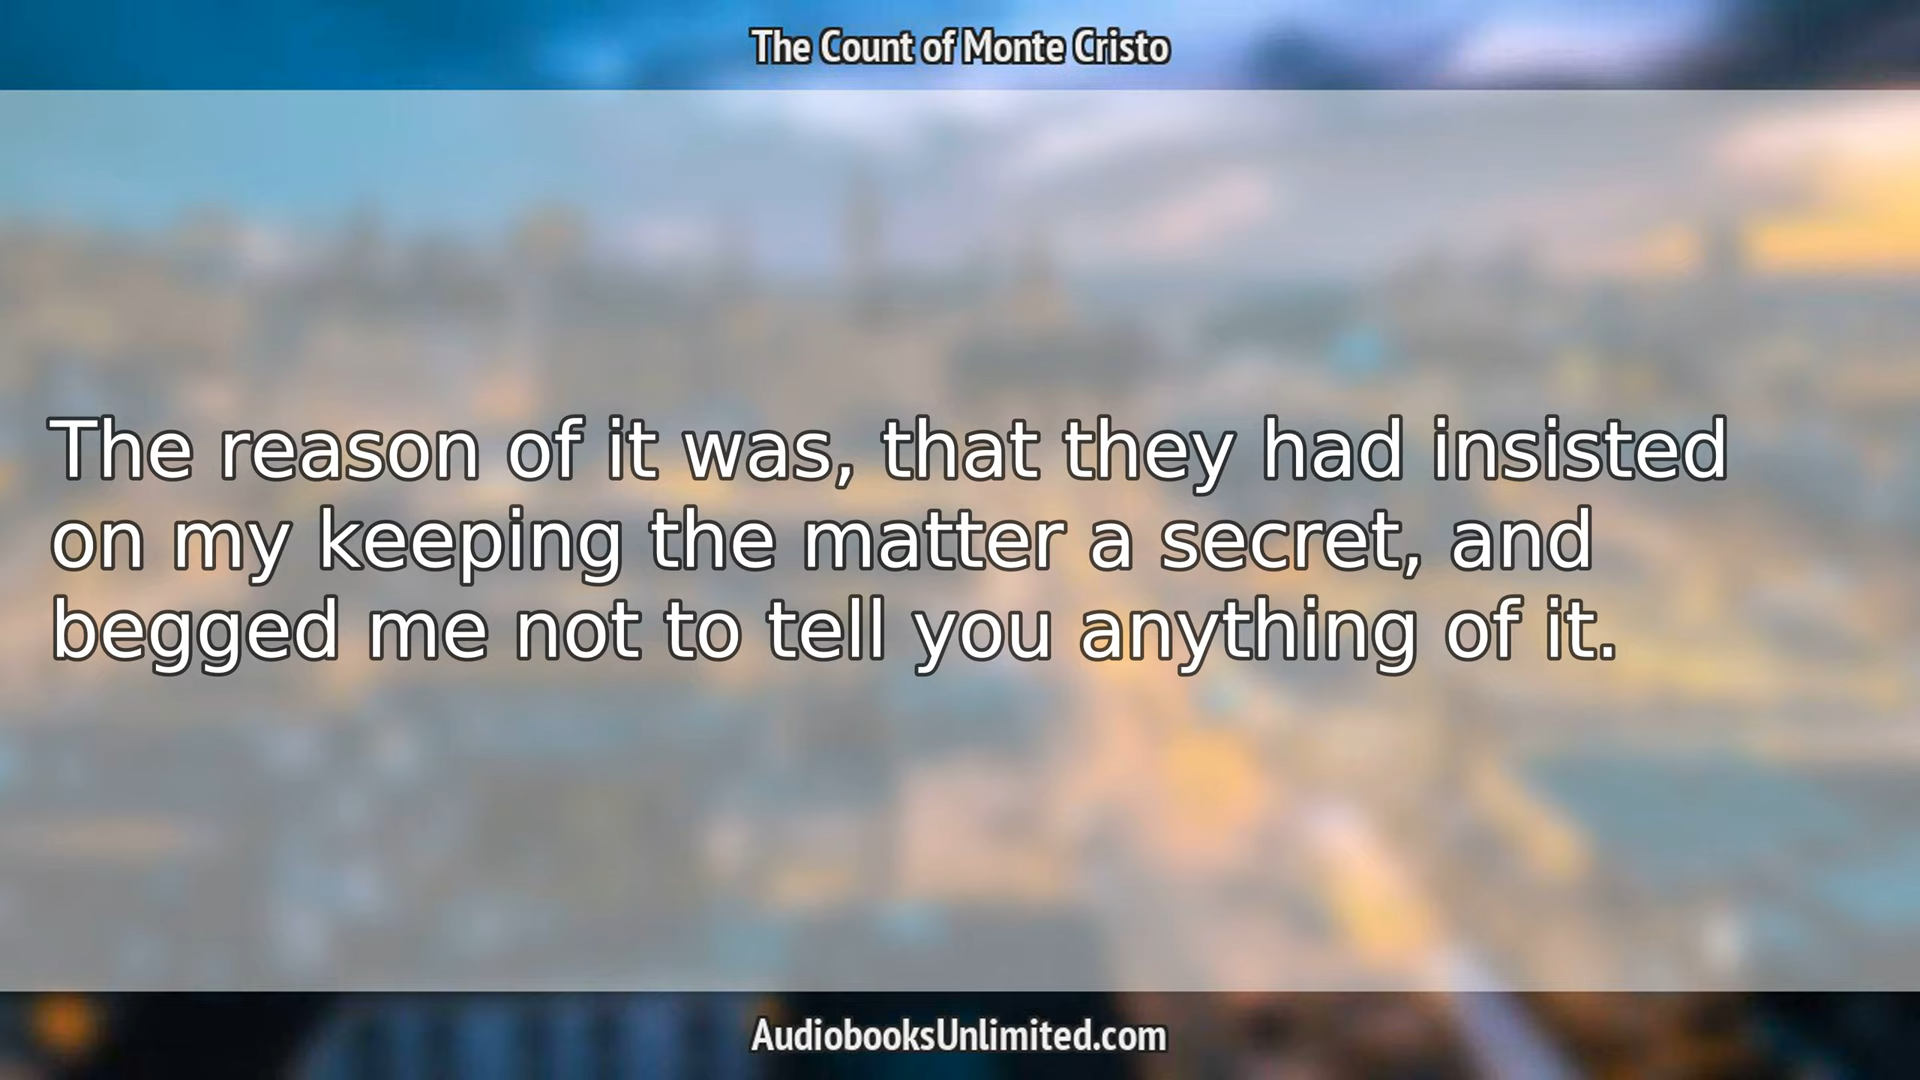 The Count of Monte Cristo
The reason of it was, that they had insisted
on my keeping the matter a secret, and
begged me not to tell you anything of it.
AudiobooksUnlimited.com